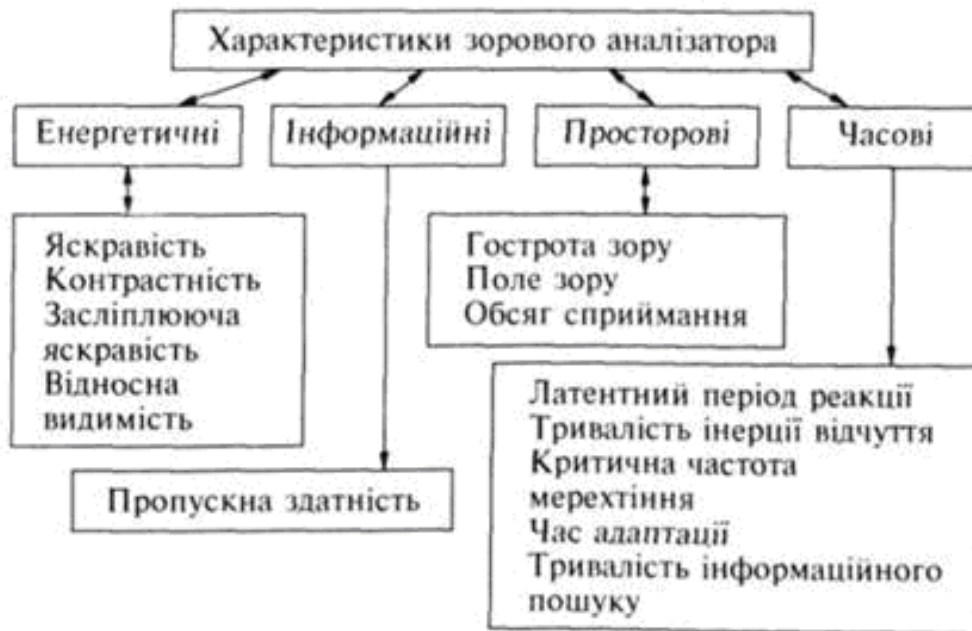 Характеристики зорового аналізатора
Енергетичні
Інформаційні
Просторові
Часові
Яскравість
Контрастність
Засліплююча
яскравість
Відносна
видимість
Гострота зору
Поле зору
Обсяг сприймання
Латентний період реакції
Тривалість інерції відчуття
Критична частота
мерехтіння
Час адаптації
Тривалість інформаційного
пошуку
Пропускна здатність